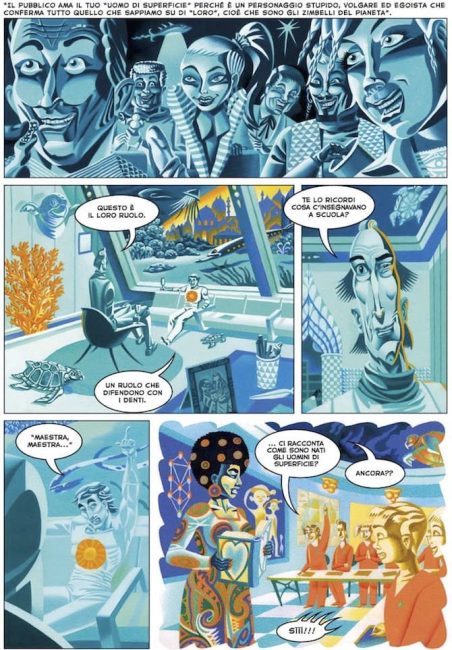 "IL PUBBLICO AMA IL TUO "UOMO DI SUPERFICIE" PERCHÈ È UN PERSONAGGIO STUPIDO, VOLGARE ED EGOISTA CHE
CONFERMA TUTTO QUELLO CHE SAPPIAMO SU DI "LORO", CIOÈ CHE SONO GLI ZIMBELLI DEL PIANETA".
QUESTO È
IL LORO RUOLO.
UN RUOLO CHE
DIFENDONO CON
I DENTI.
TE LO RICORDI
COSA C'INSEGNAVANO
A SCUOLA?
"MAESTRA,
MAESTRA..."
... CI RACCONTA
COME SONO NATI
GLI UOMINI DI
SUPERFICIE?
ANCORA??
SÌÌÌ!!!